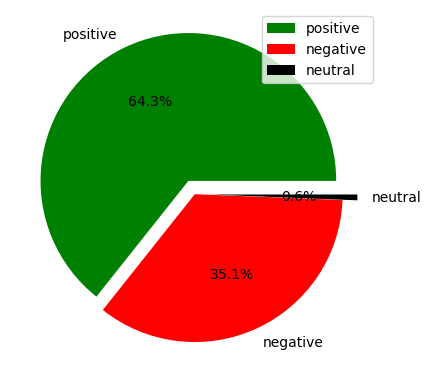 positive
positive
negative
neutral
64.3%
0.6%
neutral
35.1%
negative